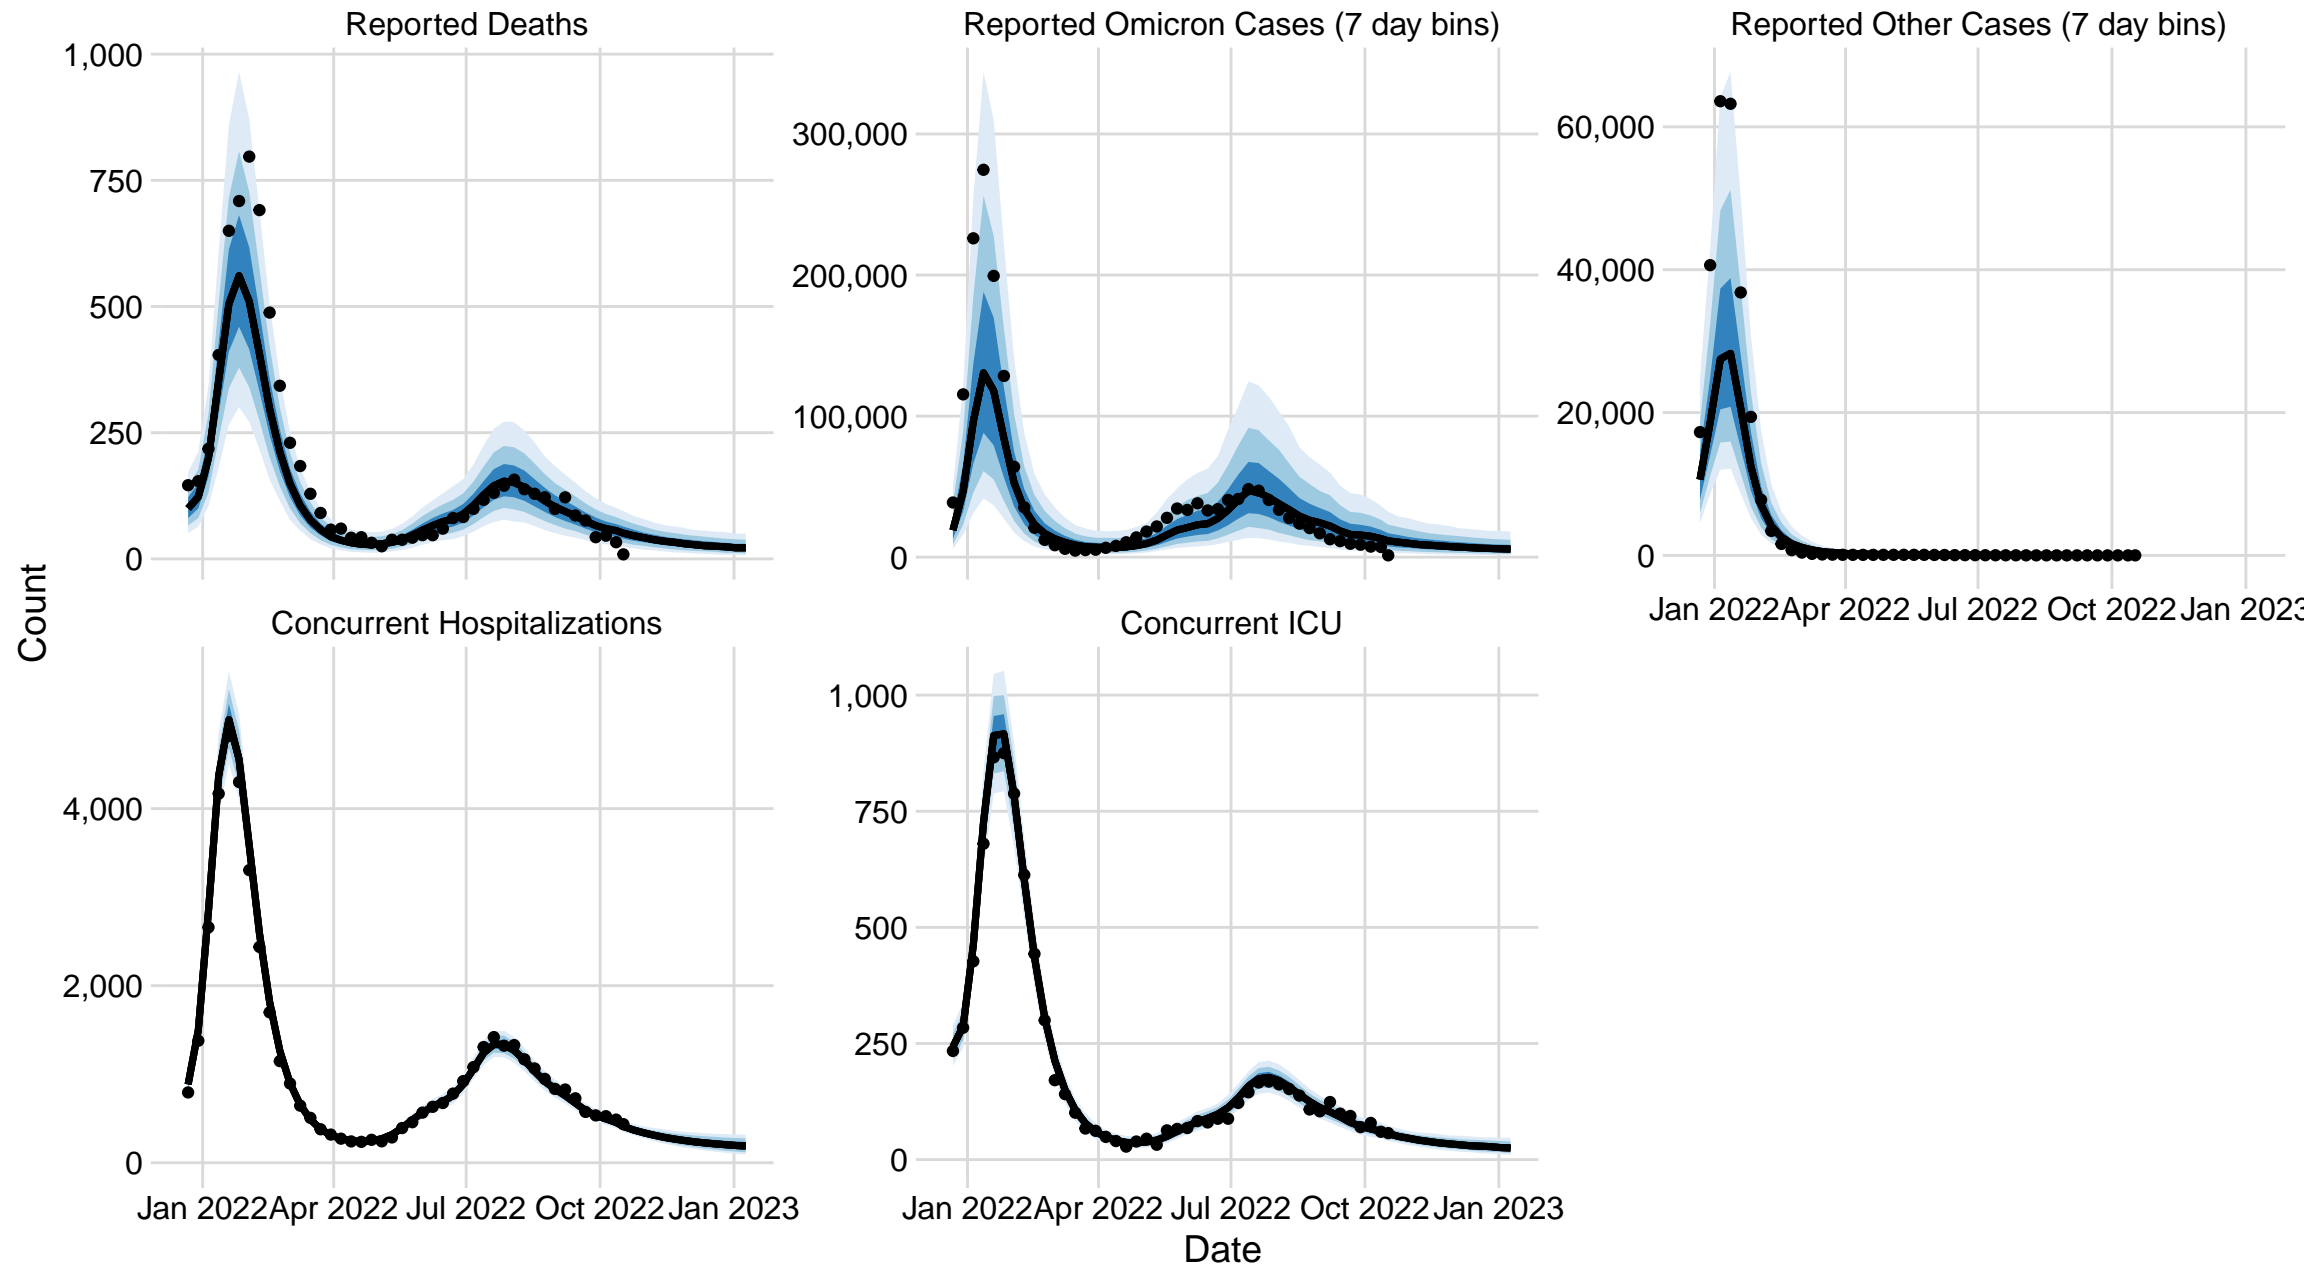 Reported Deaths
Reported Omicron Cases (7 day bins)
Reported Other Cases (7 day bins)
1,000
750
500
250
0
300,000
200,000
100,000
0
60,000
40,000
20,000
0
Jan 2022 Apr 2022 Jul 2022 Oct 2022 Jan 2023
Count
Concurrent Hospitalizations
Concurrent ICU
4,000
2,000
0
1,000
750
500
250
0
Jan 2022 Apr 2022 Jul 2022 Oct 2022 Jan 2023
Jan 2022 Apr 2022 Jul 2022 Oct 2022 Jan 2023
Date